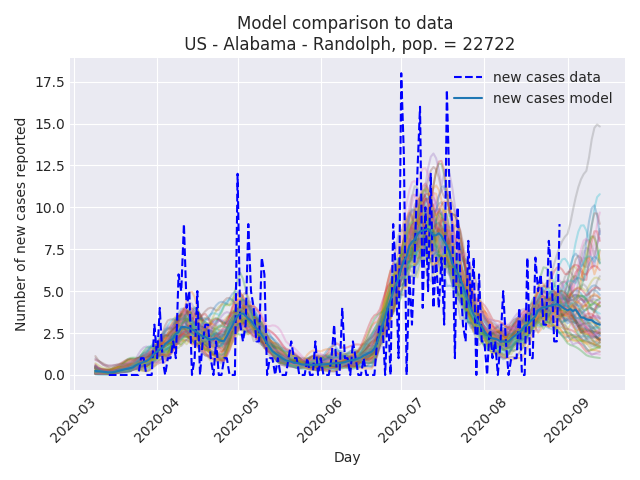 Model comparison to data
US - Alabama - Randolph, pop. = 22722
new cases data
new cases model
Number of new cases reported
17.5
15.0
12.5
10.0
7.5
5.0
2.5
0.0
2020-03
2020-04
2020-05
2020-06
2020-07
2020-08
2020-09
Day